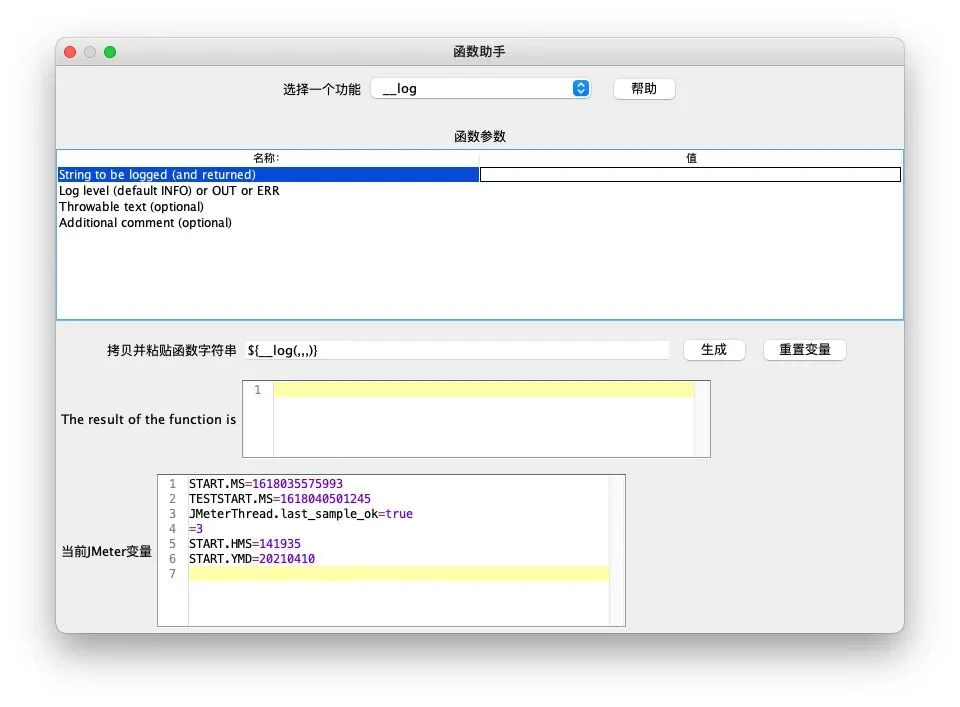 函数助手
选择一个功能 __log 帮助
函数参数
名称: 值
String to be logged (and returned)
Log level (default INFO) or OUT or ERR
Throwable text (optional)
Additional comment (optional)
拷贝并粘贴函数字符串 ${__log(,,,)} 生成 重置变量
1
The result of the function is
1 START.MS=1618035575993
2 TESTSTART.MS=1618040501245
3 JMeterThread.last_sample_ok=true
4 =3
5 START.HMS=141935
当前JMeter变量
6 START.YMD=20210410
7